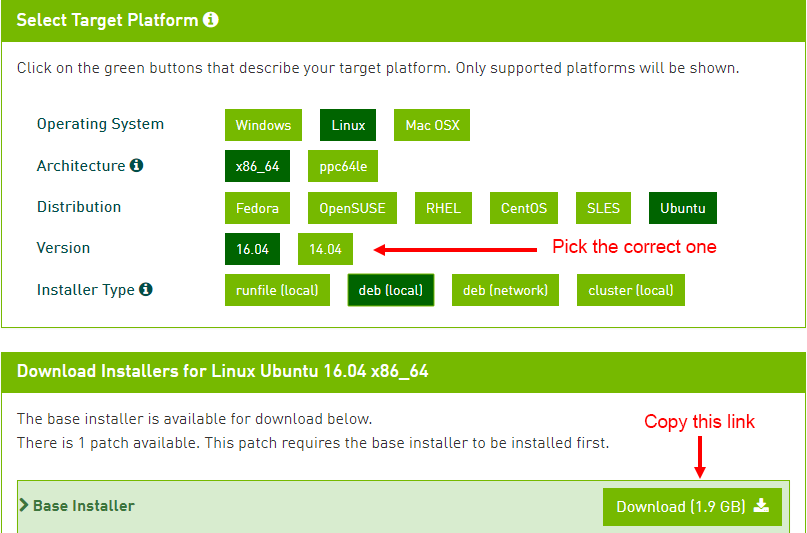 Select Target Platform
Click on the green buttons that describe your target platform. Only supported platforms will be shown.
Operating System Windows Linux Mac OSX
Architecture x86_64 ppc64le
Distribution Fedora OpenSUSE RHEL CentOS SLES Ubuntu
Version 16.04 14.04 Pick the correct one
Installer Type runfile (local) deb (local) deb (network) cluster (local)
Download Installers for Linux Ubuntu 16.04 x86_64
The base installer is available for download below.
Copy this link
There is 1 patch available. This patch requires the base installer to be installed first.
Base Installer Download (1.9 GB)